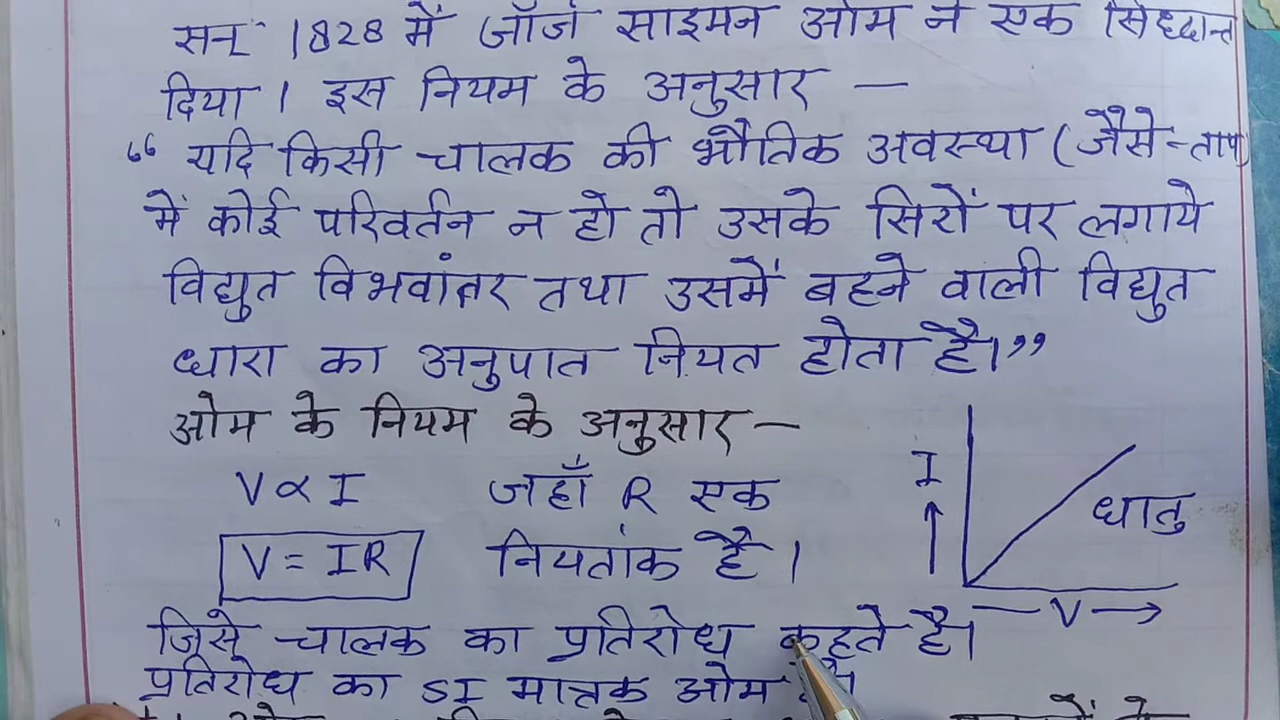 सन् 1828 में जॉर्ज साइमन ओम ने एक सिद्धान्त
दिया। इस नियम के अनुसार —
“ यदि किसी चालक की भौतिक अवस्था (जैसे-ताप)
में कोई परिवर्तन न हो तो उसके सिरों पर लगाये
विद्युत विभवांतर तथा उसमें बहने वाली विद्युत
धारा का अनुपात नियत होता है।”
ओम के नियम के अनुसार —
V ∝ I जहाँ R एक
V = IR नियतांक है।
I
धातु
V
जिसे चालक का प्रतिरोध कहते है।
प्रतिरोध का SI मात्रक ओम है।